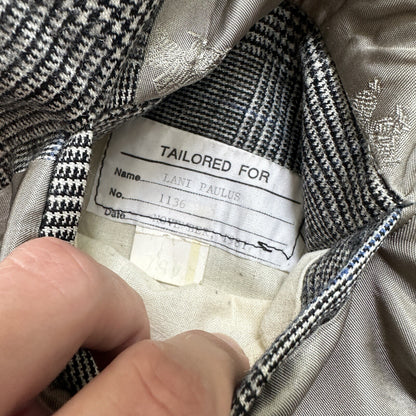 TAILORED FOR
Name LANI PAULUS
No. 1136
Date